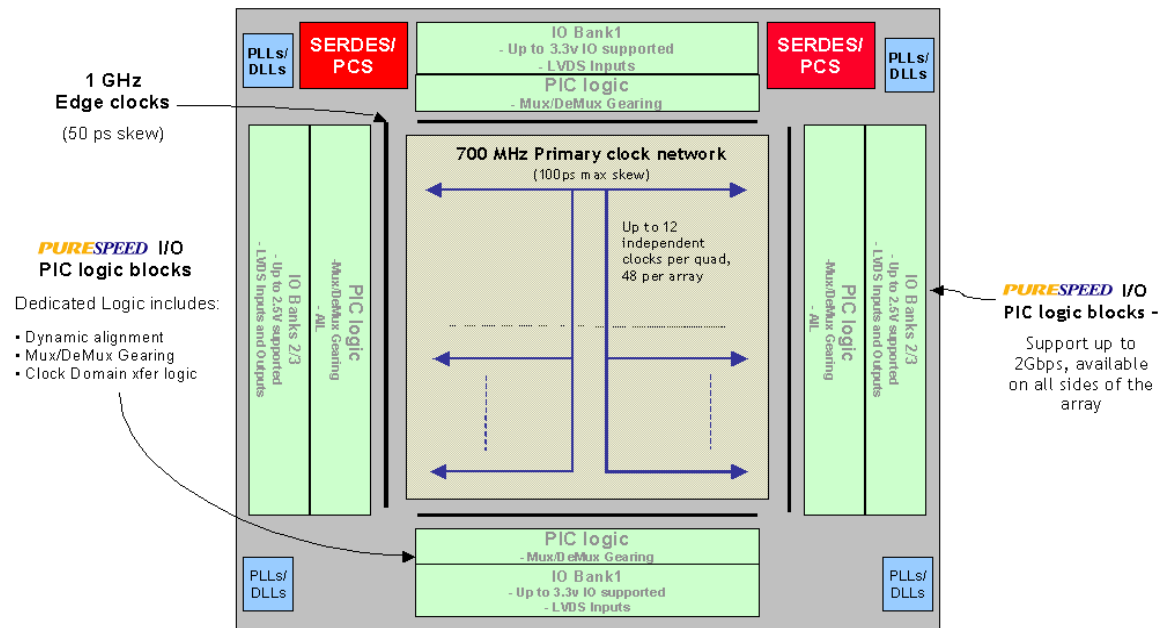 PLLs/
DLLs
SERDES/
PCS
IO Bank1
- Up to 3.3v IO supported
- LVDS Inputs
PIC logic
- Mux/DeMux Gearing
SERDES/
PCS
PLLs/
DLLs
1 GHz
Edge clocks
(50 ps skew)
700 MHz Primary clock network
(100ps max skew)
Up to 12
independent
clocks per quad,
48 per array
PURESPEED I/O
PIC logic blocks
Dedicated Logic includes:
▪ Dynamic alignment
▪ Mux/DeMux Gearing
▪ Clock Domain xfer logic
IO Banks 2/3
- Up to 2.5V supported
- LVDS Inputs and Outputs
PIC logic
-Mux/DeMux Gearing
- AIL
PIC logic
-Mux/DeMux Gearing
- AIL
IO Banks 2/3
- Up to 2.5V supported
- LVDS Inputs and Outputs
PURESPEED I/O
PIC logic blocks -
Support up to
2Gbps, available
on all sides of the
array
PIC logic
- Mux/DeMux Gearing
IO Bank1
- Up to 3.3v IO supported
- LVDS Inputs
PLLs/
DLLs
PLLs/
DLLs